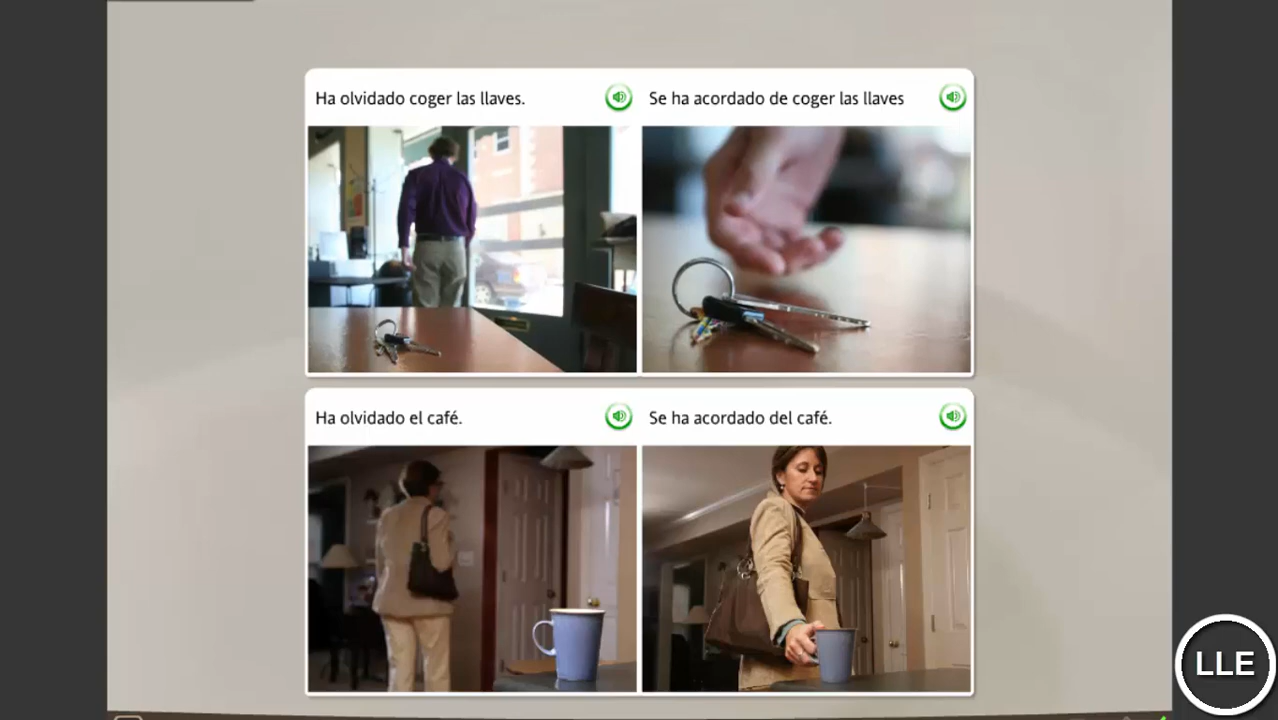 Ha olvidado coger las llaves.
Se ha acordado de coger las llaves
Ha olvidado el café.
Se ha acordado del café.
LLE